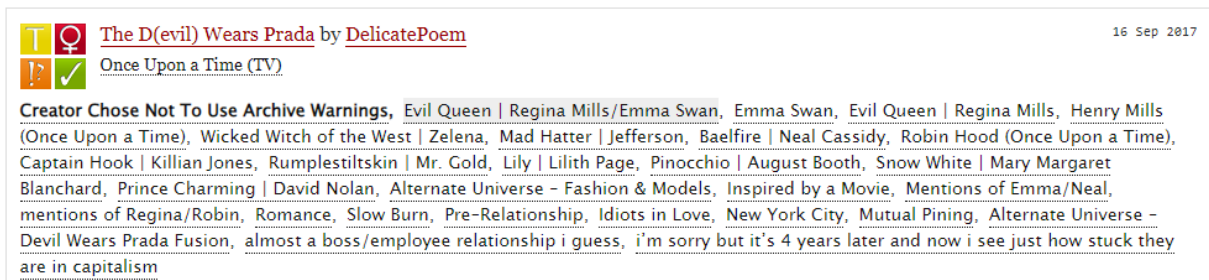 The D(evil) Wears Prada by DelicatePoem
16 Sep 2017
Once Upon a Time (TV)
T ♀
!? ✓
Creator Chose Not To Use Archive Warnings, Evil Queen | Regina Mills/Emma Swan, Emma Swan, Evil Queen | Regina Mills, Henry Mills
(Once Upon a Time), Wicked Witch of the West | Zelena, Mad Hatter | Jefferson, Baelfire | Neal Cassidy, Robin Hood (Once Upon a Time),
Captain Hook | Killian Jones, Rumplestiltskin | Mr. Gold, Lily | Lilith Page, Pinocchio | August Booth, Snow White | Mary Margaret
Blanchard, Prince Charming | David Nolan, Alternate Universe - Fashion & Models, Inspired by a Movie, Mentions of Emma/Neal,
mentions of Regina/Robin, Romance, Slow Burn, Pre-Relationship, Idiots in Love, New York City, Mutual Pining, Alternate Universe -
Devil Wears Prada Fusion, almost a boss/employee relationship i guess, i'm sorry but it's 4 years later and now i see just how stuck they
are in capitalism